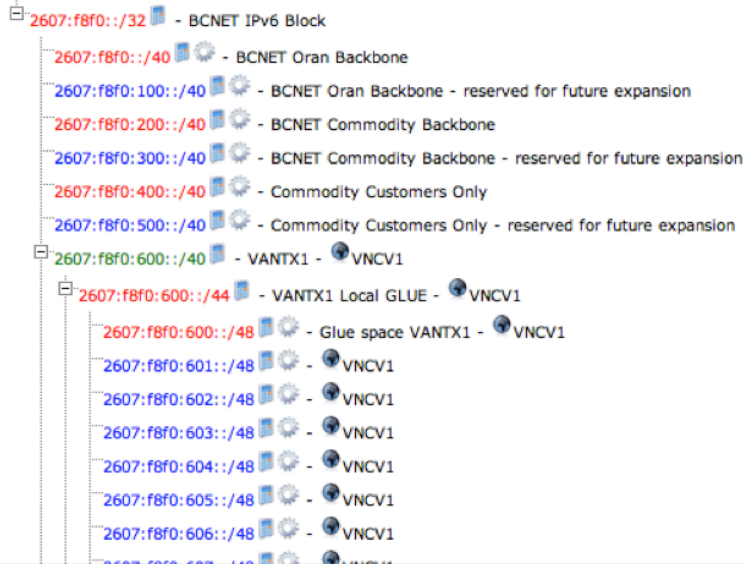 2607:f8f0::/32 - BCNET IPv6 Block
2607:f8f0::/40 - BCNET Oran Backbone
2607:f8f0:100::/40 - BCNET Oran Backbone - reserved for future expansion
2607:f8f0:200::/40 - BCNET Commodity Backbone
2607:f8f0:300::/40 - BCNET Commodity Backbone - reserved for future expansion
2607:f8f0:400::/40 - Commodity Customers Only
2607:f8f0:500::/40 - Commodity Customers Only - reserved for future expansion
2607:f8f0:600::/40 - VANTX1 - VNCV1
2607:f8f0:600::/44 - VANTX1 Local GLUE - VNCV1
2607:f8f0:600::/48 - Glue space VANTX1 - VNCV1
2607:f8f0:601::/48 - VNCV1
2607:f8f0:602::/48 - VNCV1
2607:f8f0:603::/48 - VNCV1
2607:f8f0:604::/48 - VNCV1
2607:f8f0:605::/48 - VNCV1
2607:f8f0:606::/48 - VNCV1